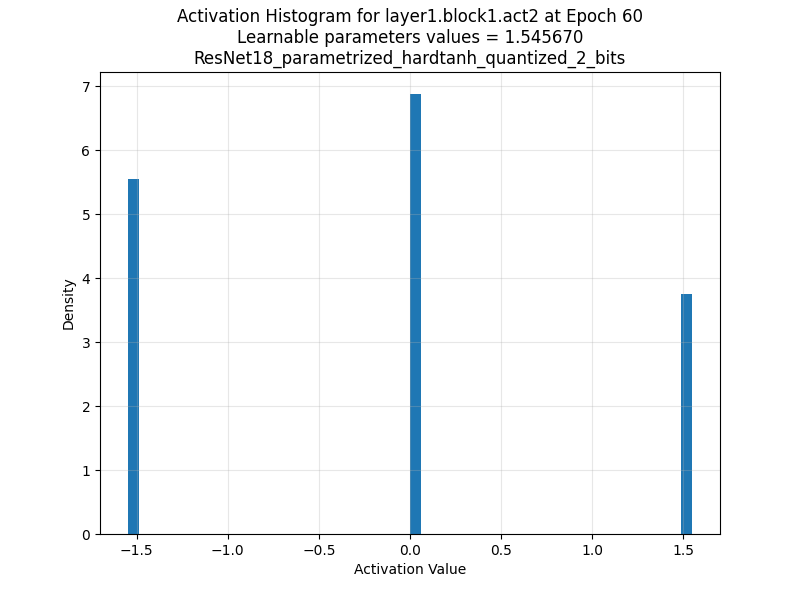 Activation Histogram for layer1.block1.act2 at Epoch 60
Learnable parameters values = 1.545670
ResNet18_parametrized_hardtanh_quantized_2_bits
7
6
5
4
3
2
1
0
Density
−1.5 −1.0 −0.5 0.0 0.5 1.0 1.5
Activation Value